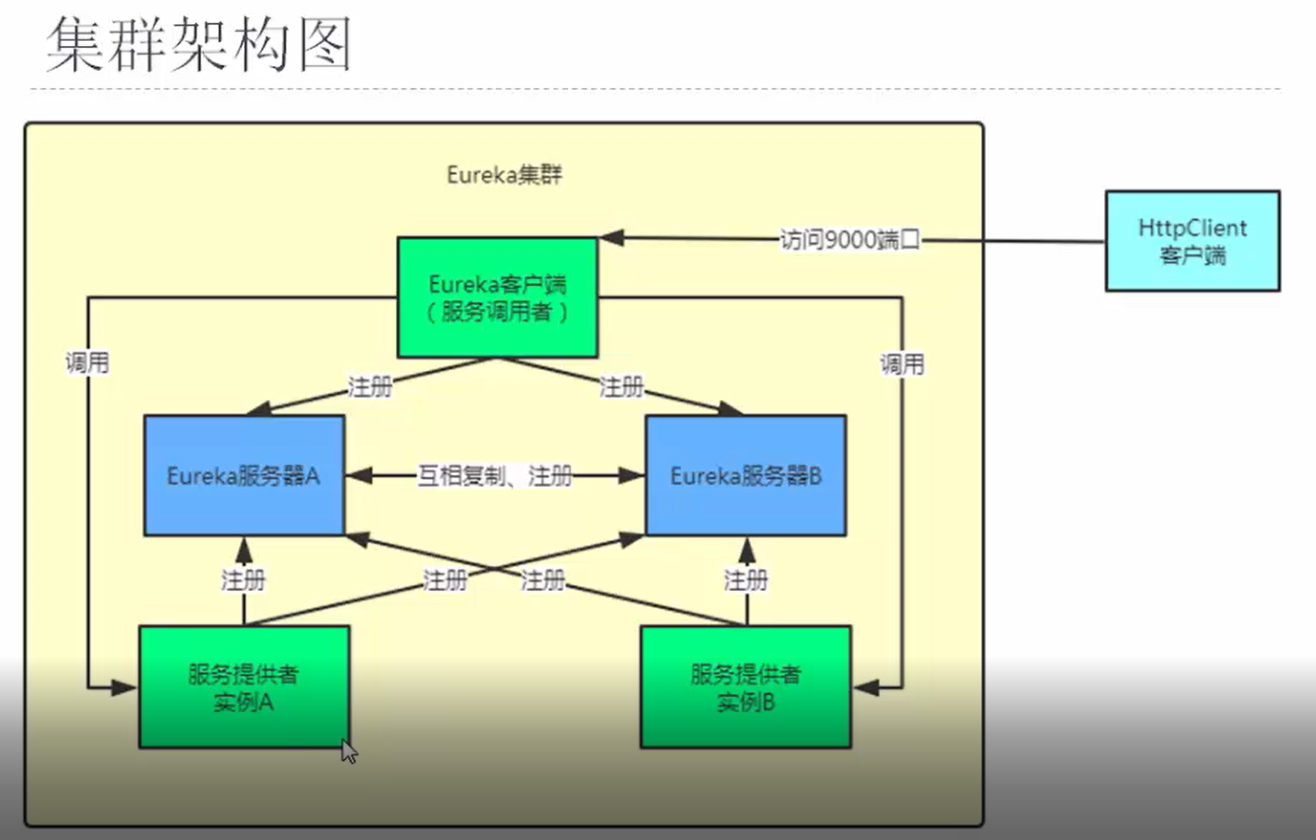 集群架构图
Eureka集群
访问9000端口
HttpClient
客户端
Eureka客户端
（服务调用者）
调用
调用
注册
注册
Eureka服务器A
互相复制、注册
Eureka服务器B
注册
注册
注册
注册
服务提供者
实例A
服务提供者
实例B